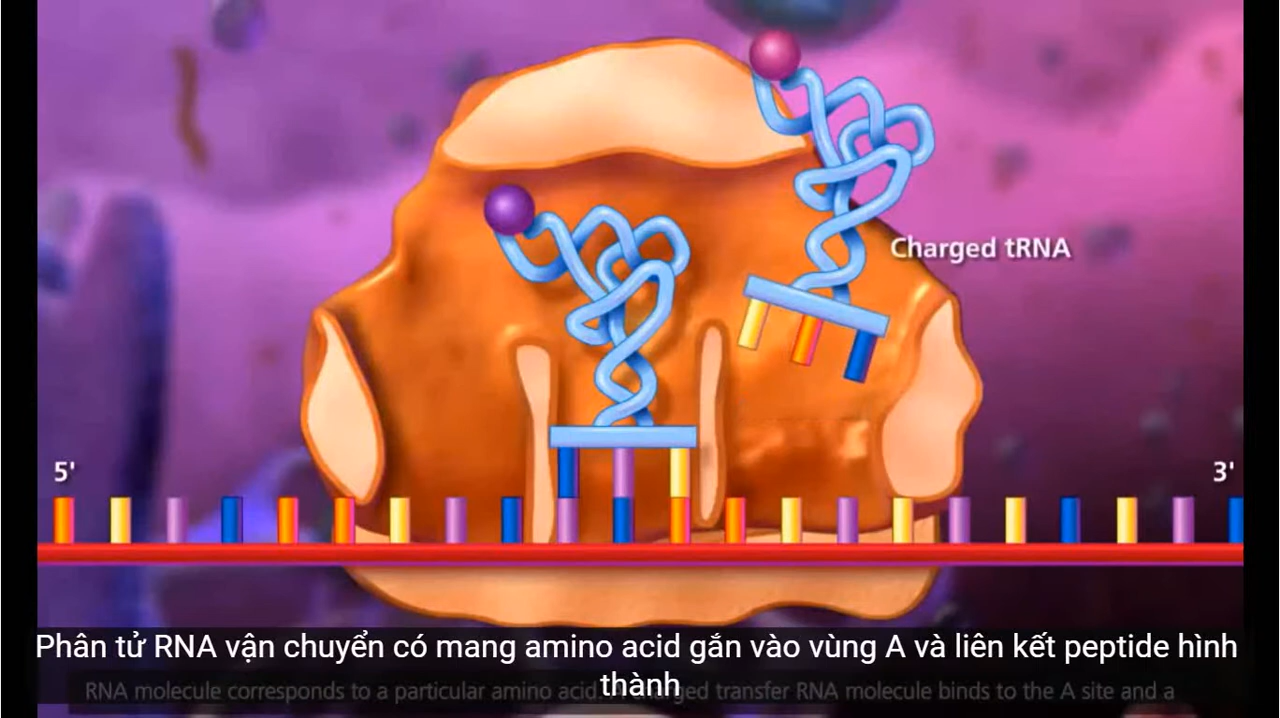 Charged tRNA
5'
3'
Phân tử RNA vận chuyển có mang amino acid gắn vào vùng A và liên kết peptide hình
thành
RNA molecule corresponds to a particular amino acid. transfer RNA molecule binds to the A site and a